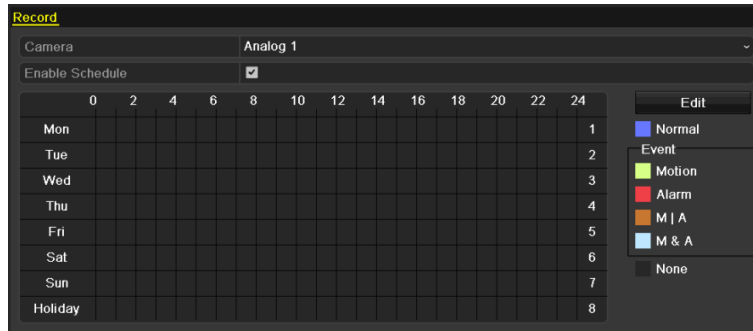 Record
Camera Analog 1
Enable Schedule
0 2 4 6 8 10 12 14 16 18 20 22 24 Edit
Mon 1 Normal
Event
Tue 2
Motion
Wed 3
Alarm
Thu 4
M | A
Fri 5
M & A
Sat 6
None
Sun 7
Holiday 8